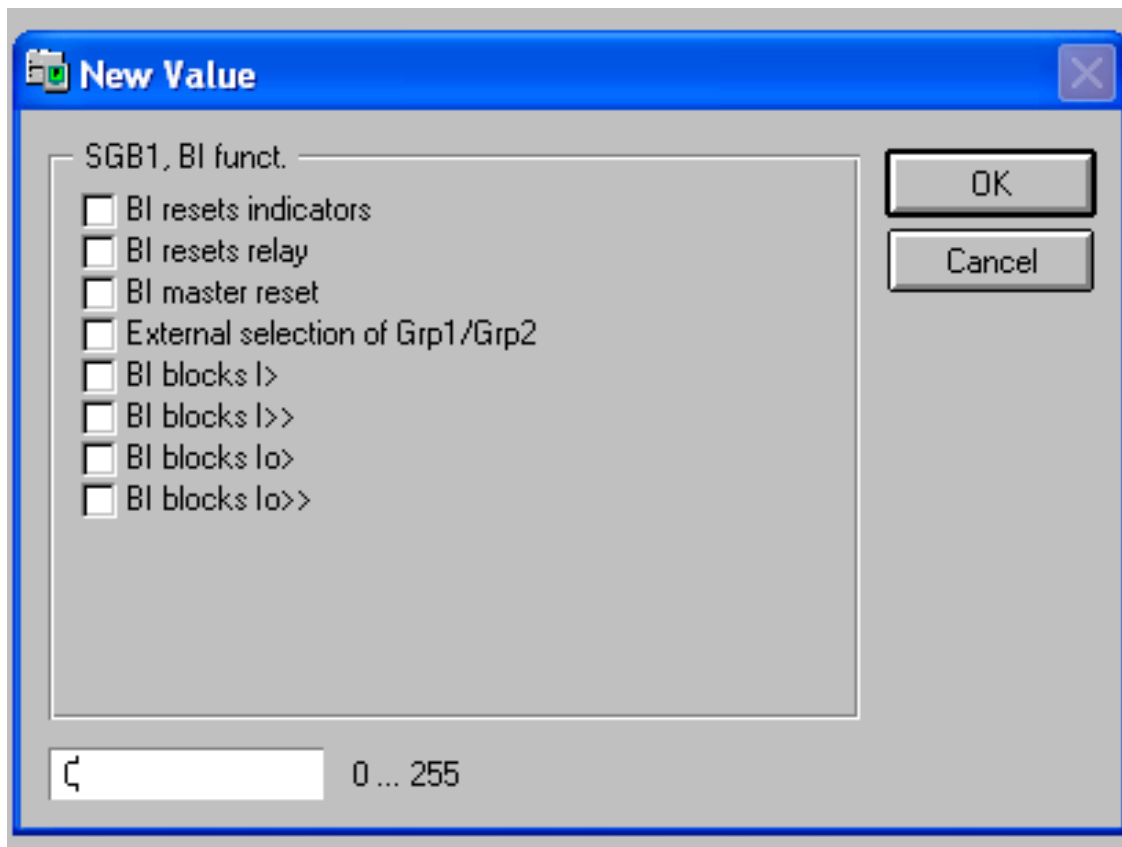 New Value
SGB1, BI funct.
BI resets indicators
BI resets relay
BI master reset
External selection of Grp1/Grp2
BI blocks I>
BI blocks I>>
BI blocks Io>
BI blocks Io>>
OK
Cancel
0 ... 255